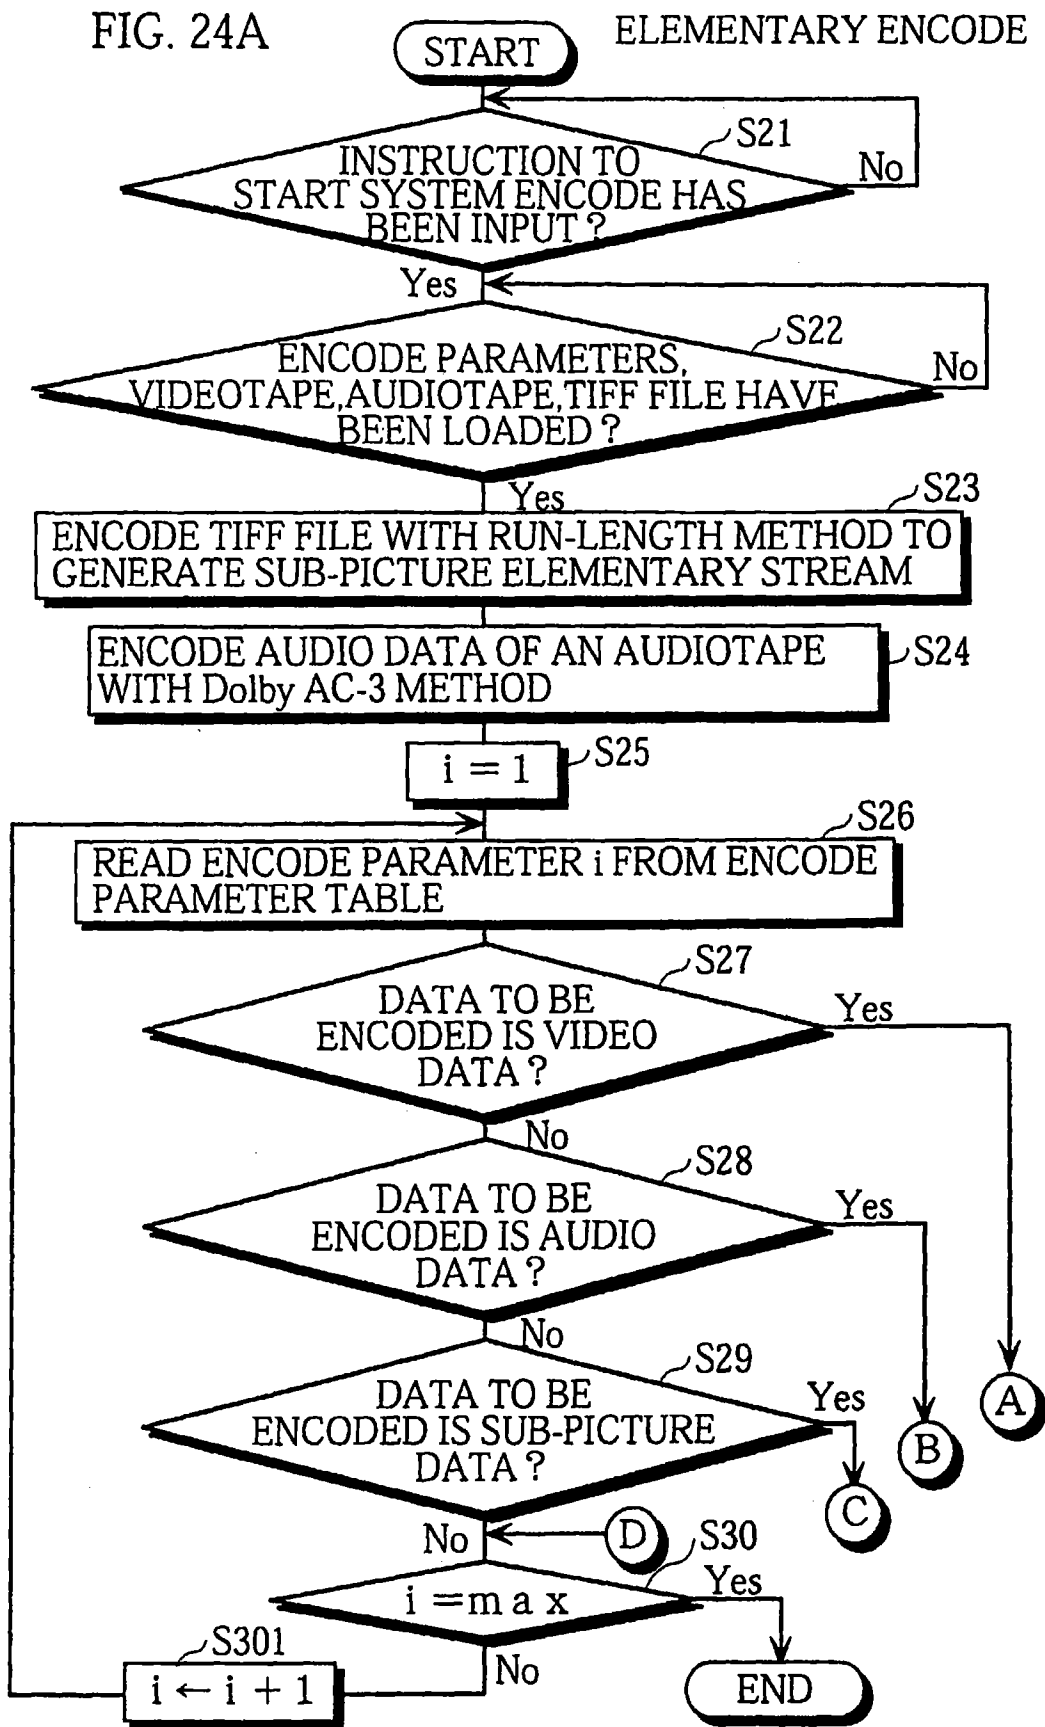 FIG. 24A
ELEMENTARY ENCODE
START
S21
INSTRUCTION TO
START SYSTEM ENCODE HAS
BEEN INPUT ?
No
Yes
S22
ENCODE PARAMETERS,
VIDEOTAPE,AUDIOTAPE,TIFF FILE HAVE
BEEN LOADED ?
No
Yes
S23
ENCODE TIFF FILE WITH RUN-LENGTH METHOD TO
GENERATE SUB-PICTURE ELEMENTARY STREAM
ENCODE AUDIO DATA OF AN AUDIOTAPE
WITH Dolby AC-3 METHOD
S24
i = 1
S25
S26
READ ENCODE PARAMETER i FROM ENCODE
PARAMETER TABLE
S27
DATA TO BE
ENCODED IS VIDEO
DATA ?
Yes
No
S28
DATA TO BE
ENCODED IS AUDIO
DATA ?
Yes
No
S29
DATA TO BE
ENCODED IS SUB-PICTURE
DATA ?
Yes
A
B
C
No
D
S30
i = m a x
Yes
No
S301
i ← i + 1
END